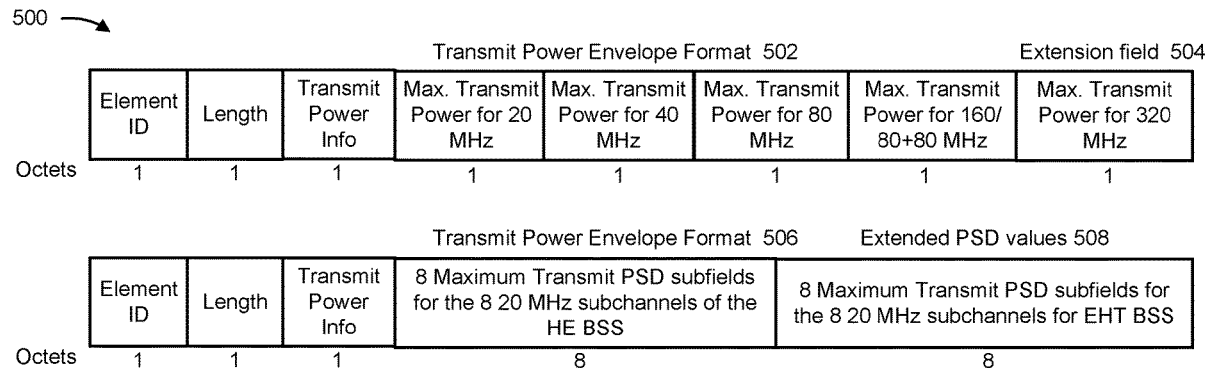 500
Transmit Power Envelope Format 502
Extension field 504
Element ID
Length
Transmit Power Info
Max. Transmit Power for 20 MHz
Max. Transmit Power for 40 MHz
Max. Transmit Power for 80 MHz
Max. Transmit Power for 160/ 80+80 MHz
Max. Transmit Power for 320 MHz
Octets 1 1 1 1 1 1 1 1
Transmit Power Envelope Format 506
Extended PSD values 508
Element ID
Length
Transmit Power Info
8 Maximum Transmit PSD subfields for the 8 20 MHz subchannels of the HE BSS
8 Maximum Transmit PSD subfields for the 8 20 MHz subchannels for EHT BSS
Octets 1 1 1 8 8